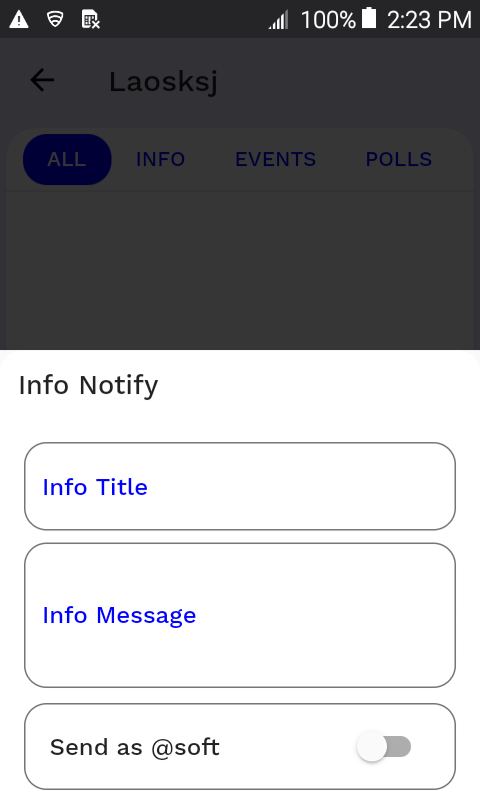 100% 2:23 PM
Laosksj
ALL INFO EVENTS POLLS
Info Notify
Info Title
Info Message
Send as @soft